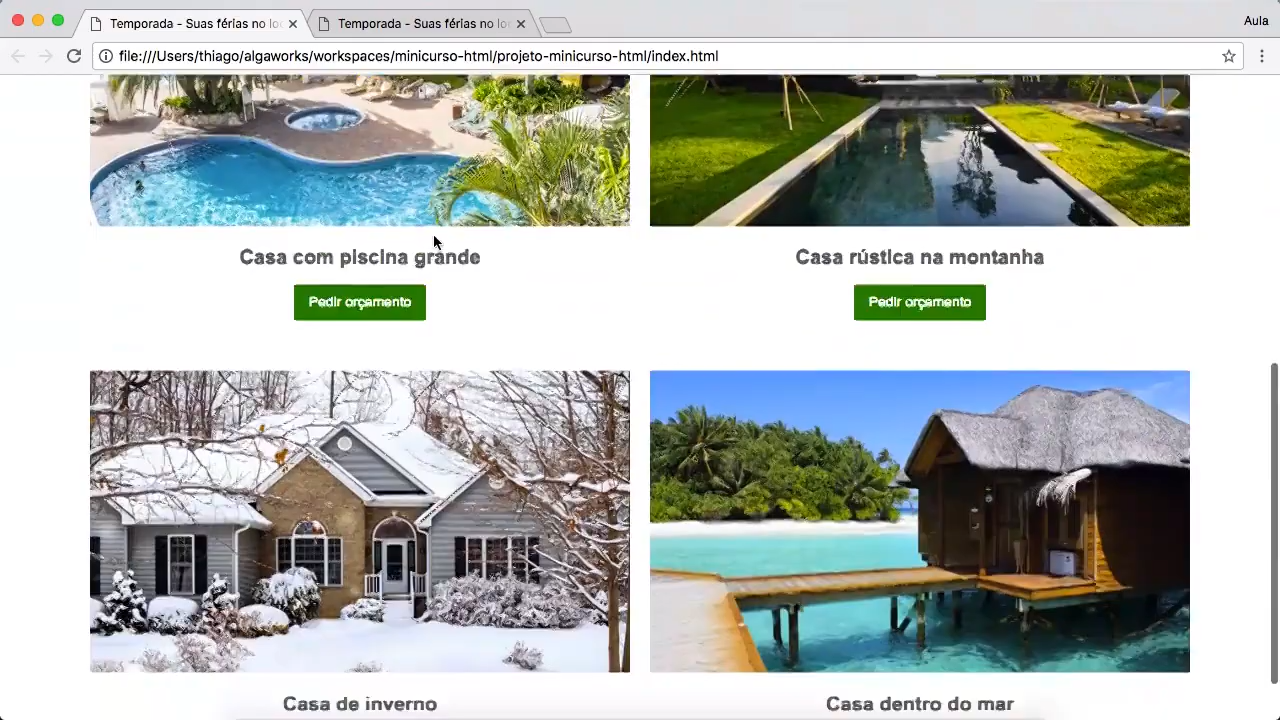 Temporada - Suas férias no lo
Temporada - Suas férias no lo
Aula
file:///Users/thiago/algaworks/workspaces/minicurso-html/projeto-minicurso-html/index.html
Casa com piscina grande
Casa rústica na montanha
Pedir orçamento
Pedir orçamento
Casa de inverno
Casa dentro do mar